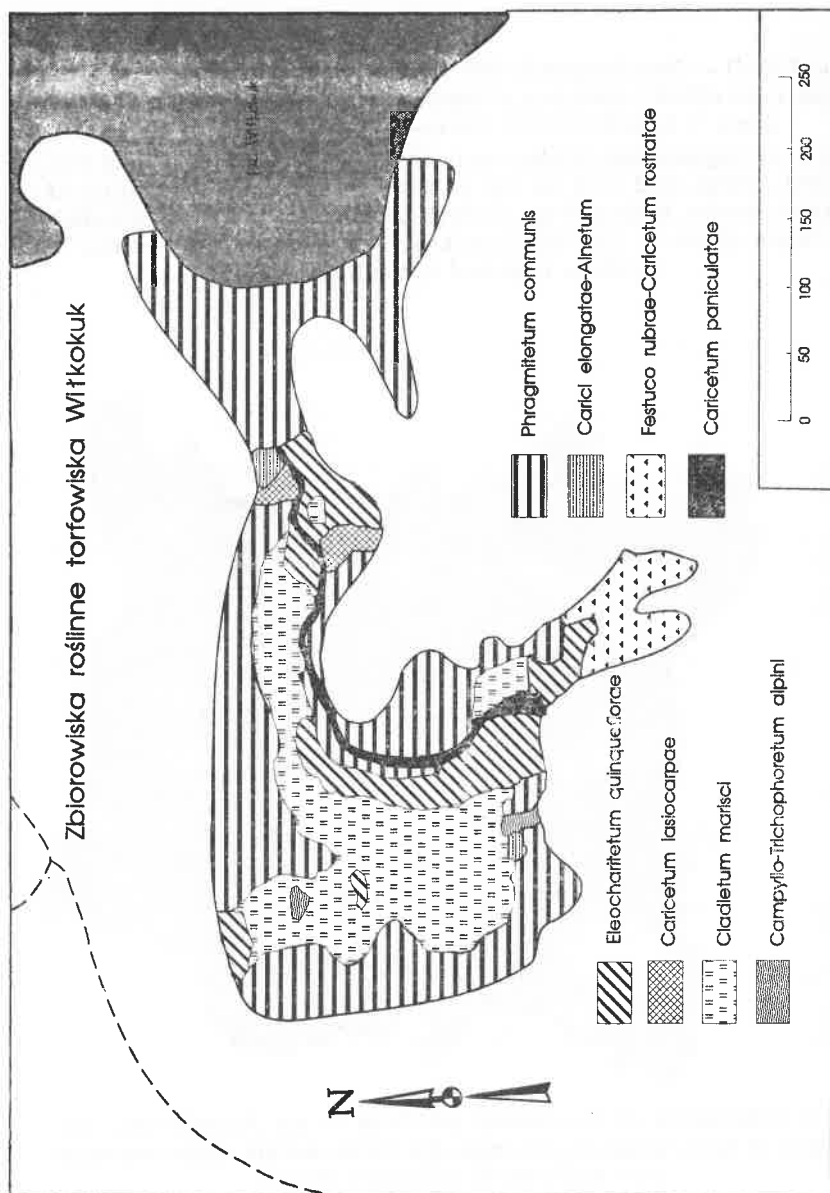 Zbiorowiska roślinne torfowiska Wiłkokuk
N
Eleocharitetum quinqueflorae
Caricetum lasiocarpae
Cladietum marisci
Campylio-Trichophoretum alpini
Phragmitetum communis
Carici elongatae-Alnetum
Festuco rubrae-Caricetum rostratae
Caricetum paniculatae
0 50 100 150 200 250